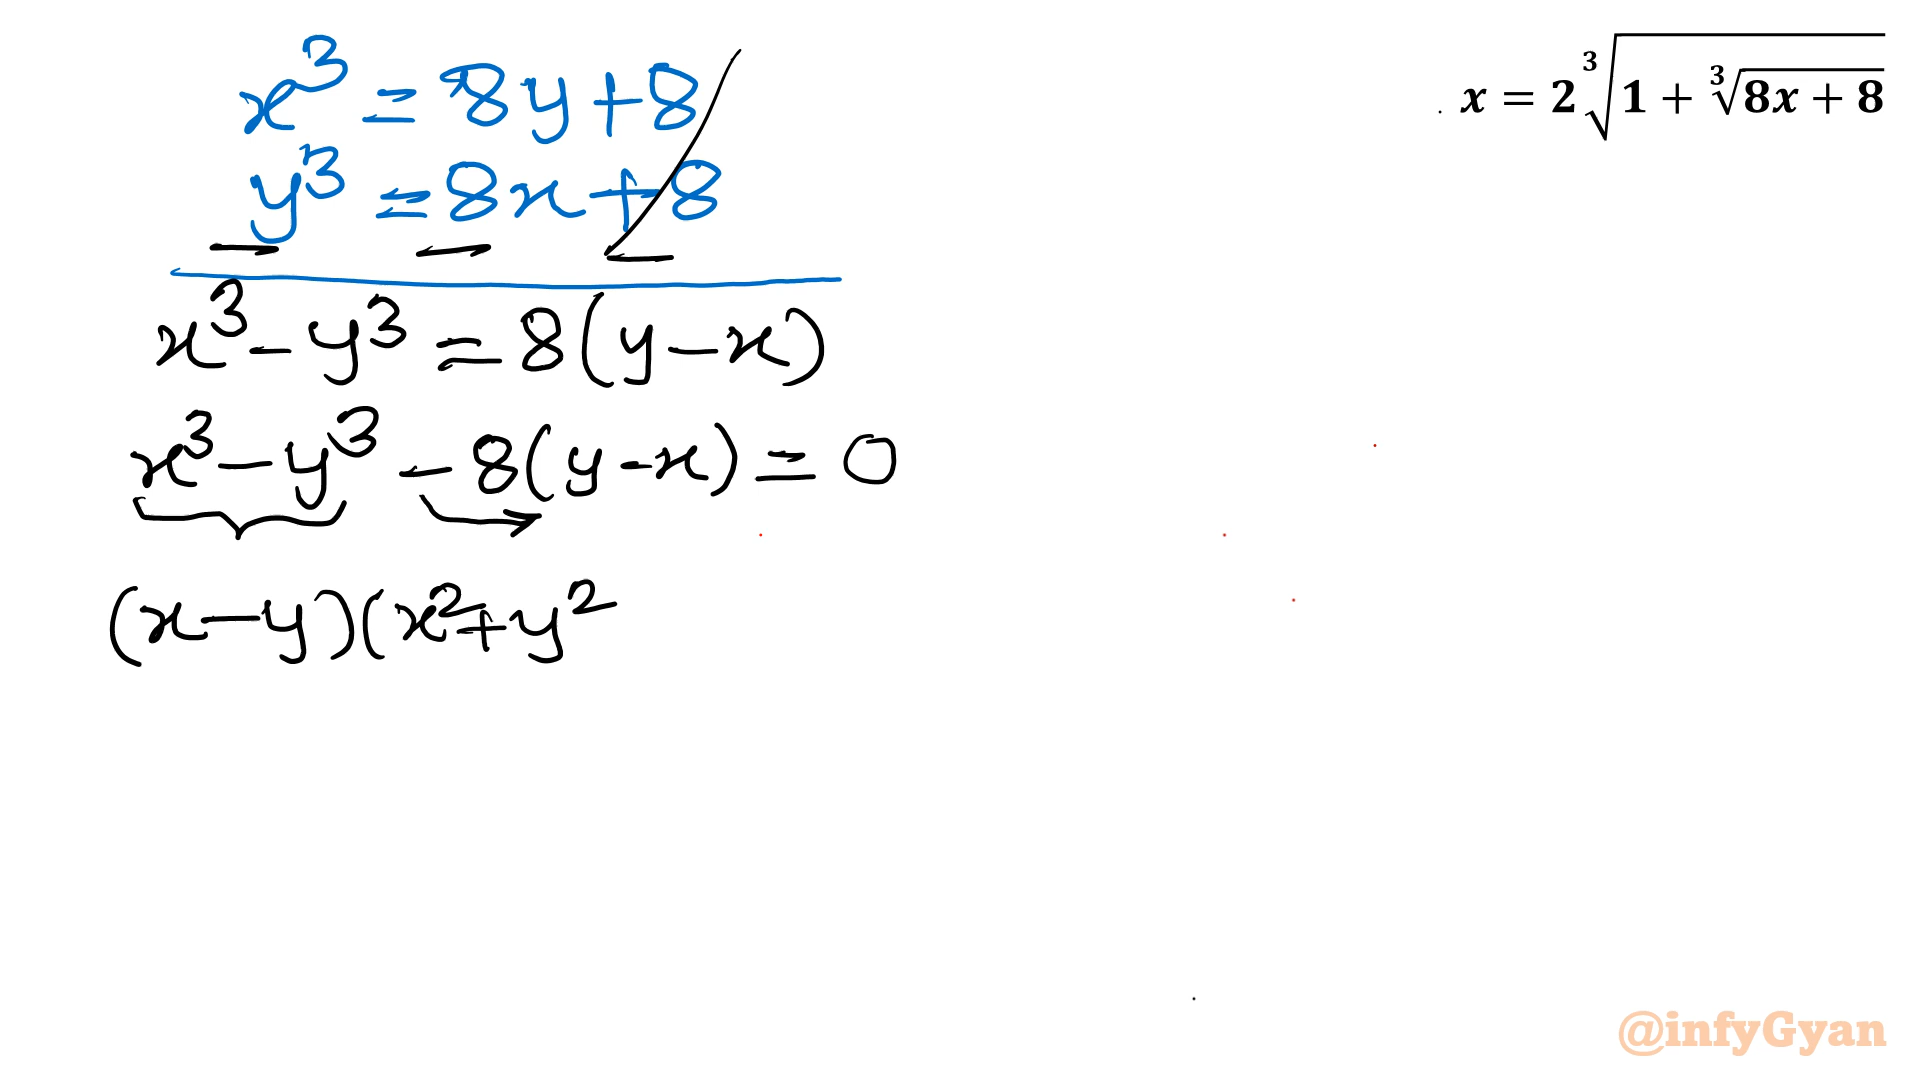 x³ = 8y + 8
y³ = 8x + 8
x³ - y³ = 8(y - x)
x³ - y³ - 8(y - x) = 0
(x - y)(x² + y²
x = 2∛(1 + ∛(8x + 8))
@infyGyan